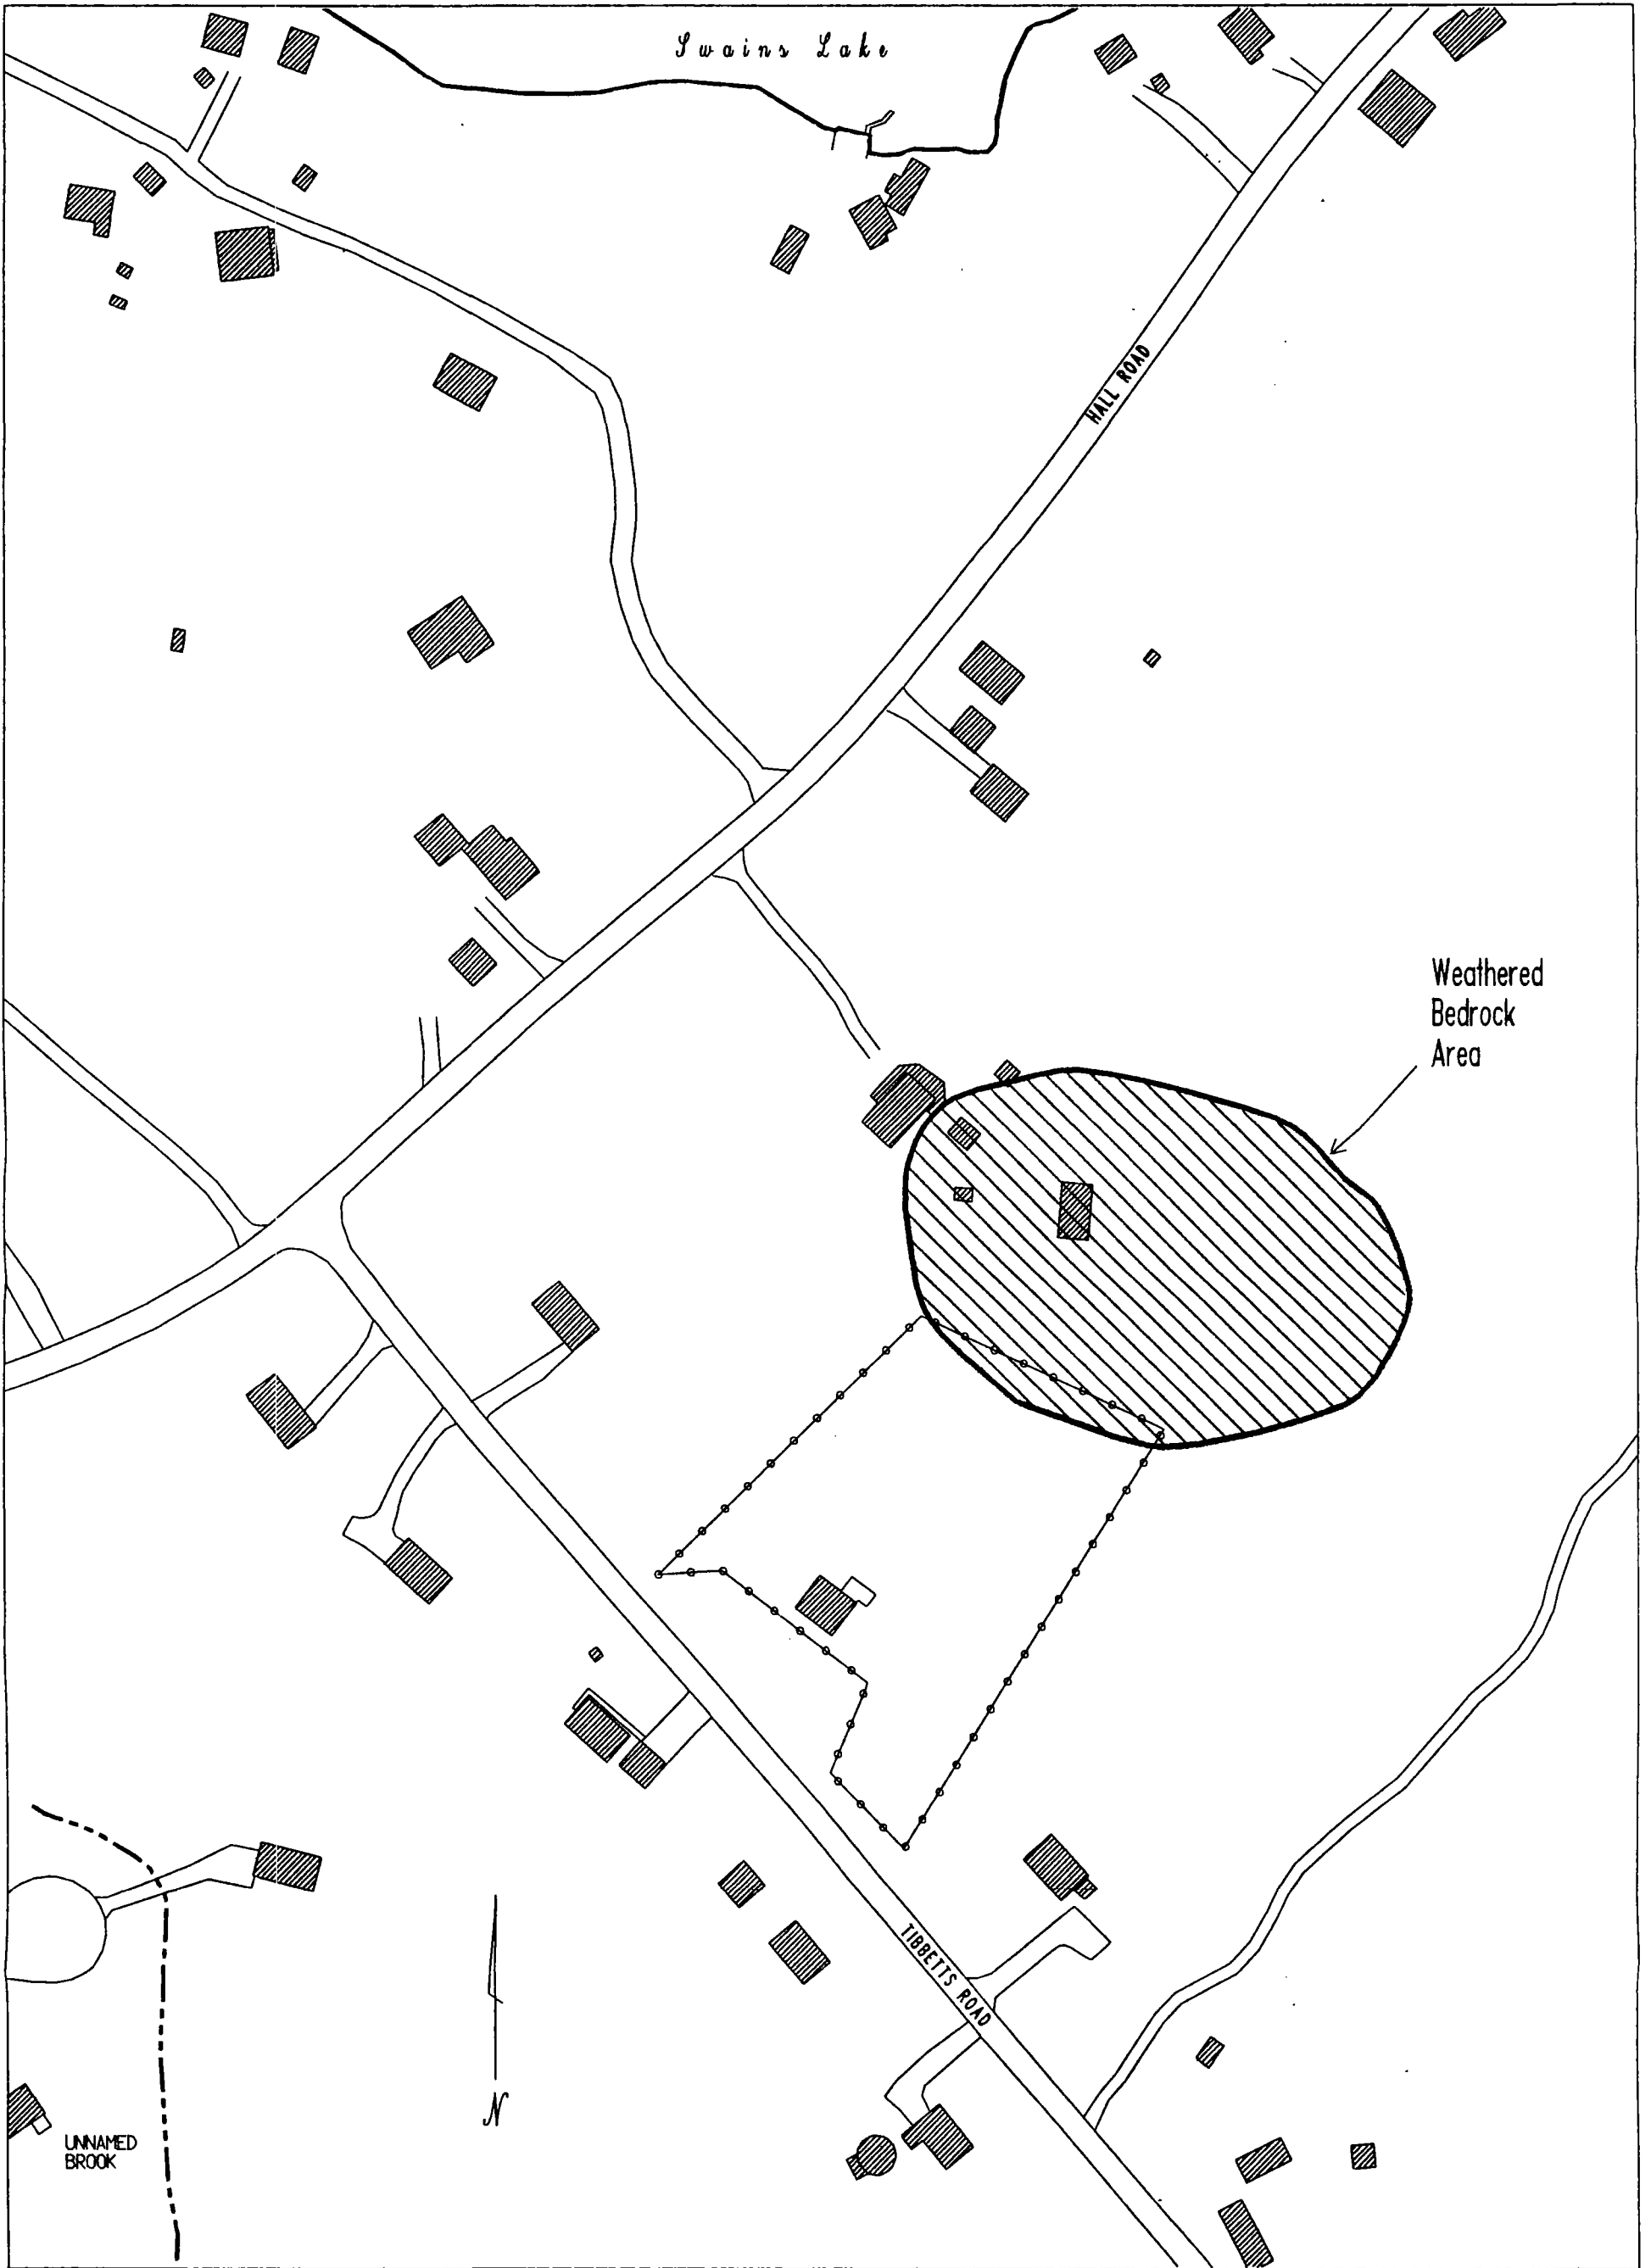 Swains Lake
HALL ROAD
Weathered
Bedrock
Area
TIBBETTS ROAD
N
UNNAMED
BROOK